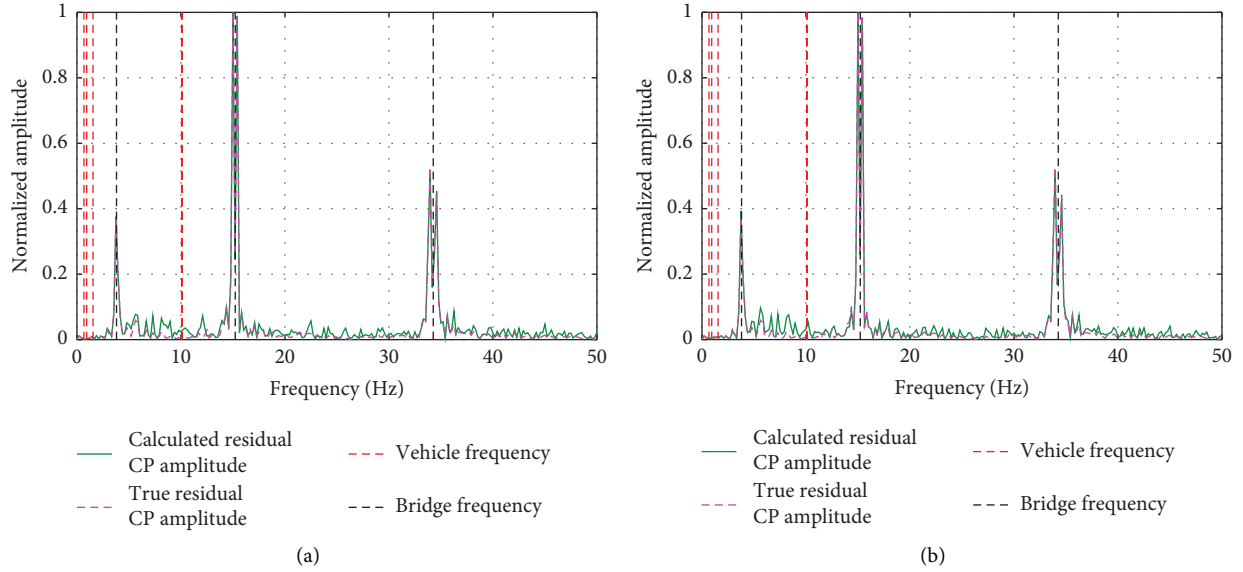 1
0.8
0.6
0.4
0.2
0
Normalized amplitude
0 10 20 30 40 50
Frequency (Hz)
Calculated residual
CP amplitude
True residual
CP amplitude
Vehicle frequency
Bridge frequency
(a)
1
0.8
0.6
0.4
0.2
0
Normalized amplitude
0 10 20 30 40 50
Frequency (Hz)
Calculated residual
CP amplitude
True residual
CP amplitude
Vehicle frequency
Bridge frequency
(b)